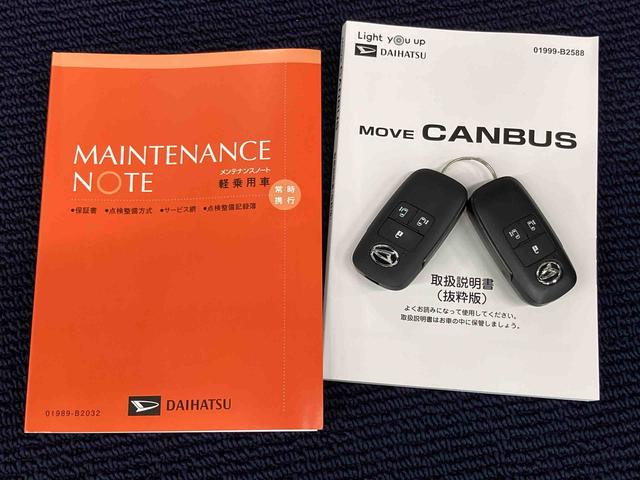 MAINTENANCE
NOTE
メンテナンスノート
軽乗用車
常時
携行
●保証書 ●点検整備方式 ●サービス網 ●点検整備記録簿
DAIHATSU
01989-B2032
Light you up
DAIHATSU
01999-B2588
MOVE CANBUS
取扱説明書
(抜粋版)
よくお読みになって使用してください。
取扱説明書はお車の中に保管しましょう。